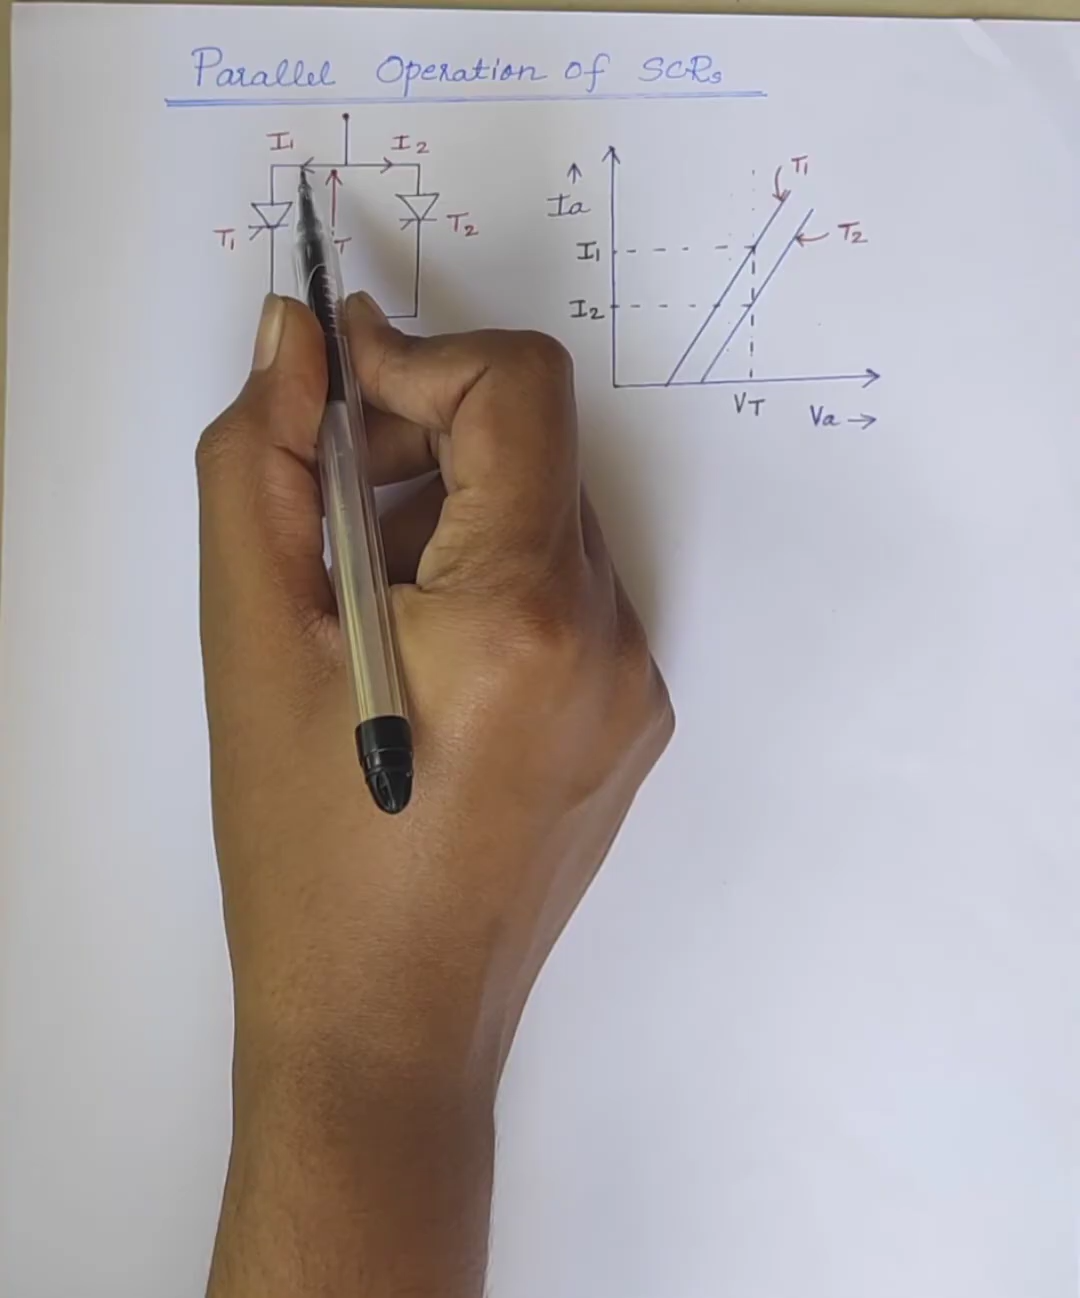 Parallel Operation of SCRs
I1 I2
T1 T T2
Ia
I1
I2
T1
T2
VT
Va